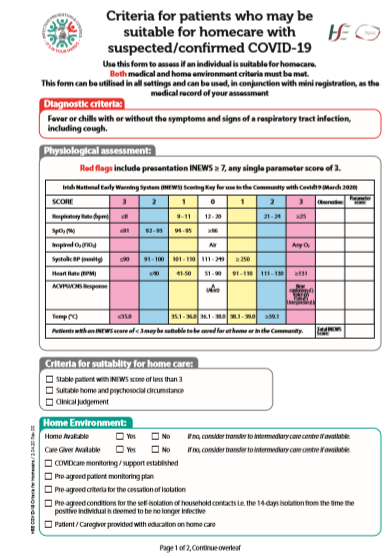 Criteria for patients who may be
suitable for homecare with
suspected/confirmed COVID-19
Use this form to assess if an individual is suitable for homecare.
Both medical and home environment criteria must be met.
This form can be utilised in all settings and can be used, in conjunction with mini registration, as the
medical record of your assessment
Diagnostic criteria:
Fever or chills with or without the symptoms and signs of a respiratory tract infection,
including cough.
Physiological assessment:
Red flags include presentation INEWS ≥ 7, any single parameter score of 3.
Irish National Early Warning System (INEWS) Scoring Key for use in the Community with Covid19 (March 2020)
SCORE 3 2 1 0 1 2 3 Observation Parameter score
Respiratory Rate (bpm) ≤8 9 - 11 12 - 20 21 - 24 ≥25
SpO₂ (%) ≤91 92 - 93 94 - 95 ≥96
Inspired O₂ (FiO₂) Air Any O₂
Systolic BP (mmHg) ≤90 91 - 100 101 - 110 111 - 249 ≥ 250
Heart Rate (BPM) ≤40 41-50 51 - 90 91 - 110 111 - 130 ≥131
ACVPU/CNS Response A (Alert) New
Temp (°C) ≤35.0 35.1 - 36.0 36.1 - 38.0 38.1 - 39.0 ≥39.1
Patients with an INEWS score of < 3 may be suitable to be cared for at home or in the Community. Total INEWS Score:
Criteria for suitablity for home care:
Stable patient with INEWS score of less than 3
Suitable home and psychosocial circumstance
Clinical judgement
Home Environment:
Home Available Yes No If no, consider transfer to intermediary care centre if available.
Care Giver Available Yes No If no, consider transfer to intermediary care centre if available.
COVIDcare monitoring / support established
Pre-agreed patient monitoring plan
Pre-agreed criteria for the cessation of isolation
Pre-agreed conditions for the self-isolation of household contacts i.e. the 14-days isolation from the time the
positive individual is deemed to be no longer infective
Patient / Caregiver provided with education on home care
HSE COVID-19 Criteria for Homecare
Page 1 of 2, Continue overleaf